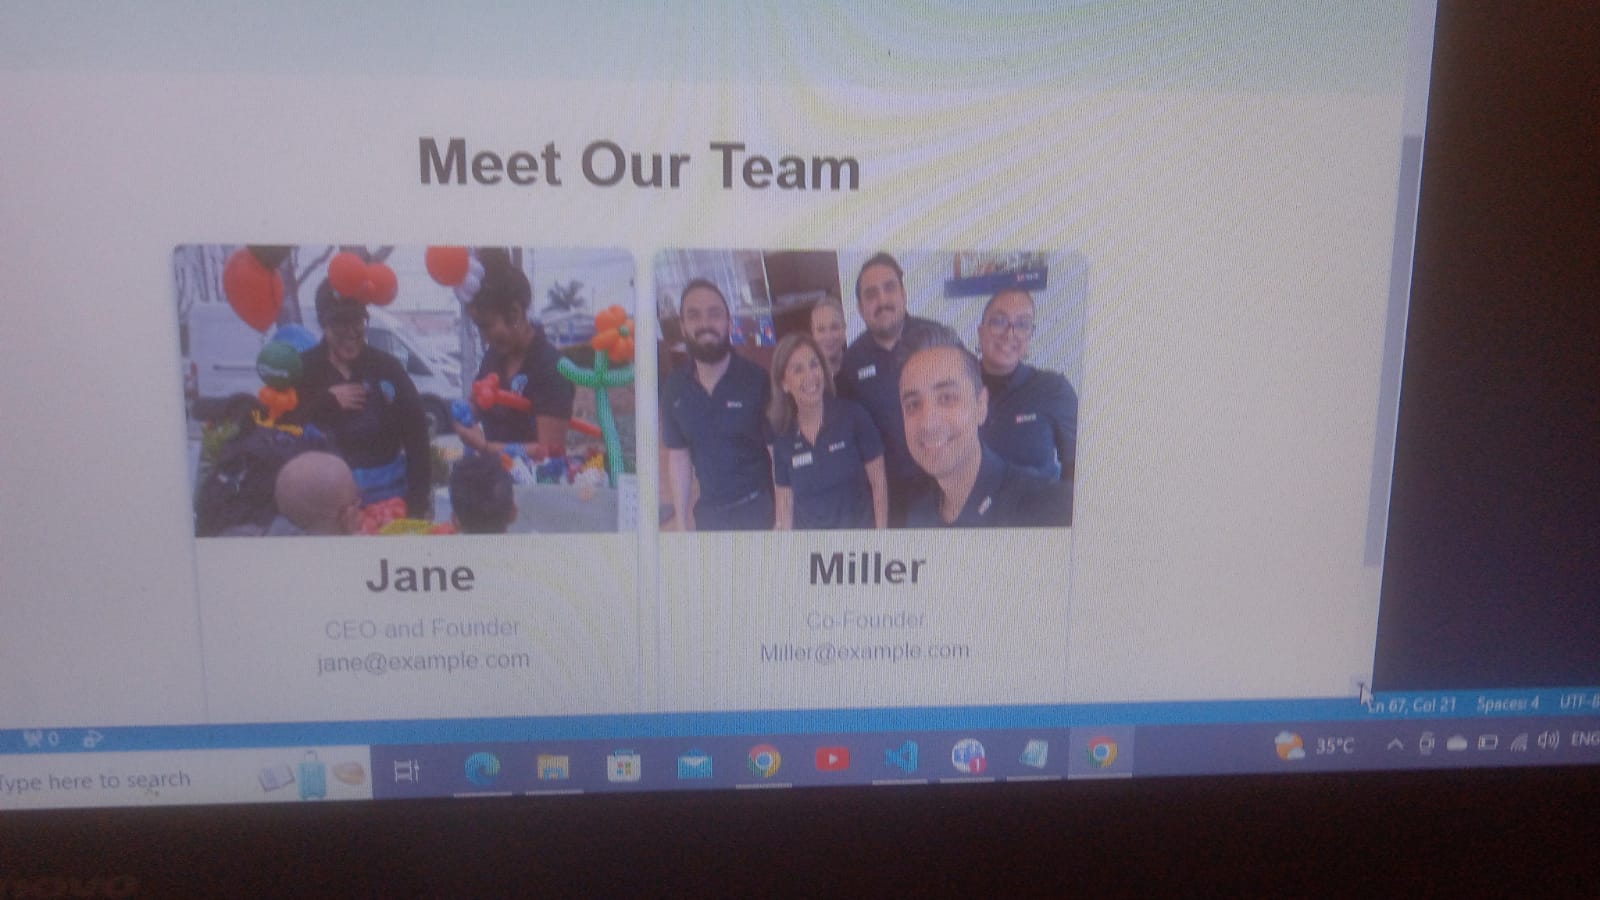 Meet Our Team
Jane
CEO and Founder
jane@example.com
Miller
Co-Founder
Miller@example.com
Ln 67, Col 21 Spaces: 4 UTF-8
0
Type here to search
1
35°C
ENG